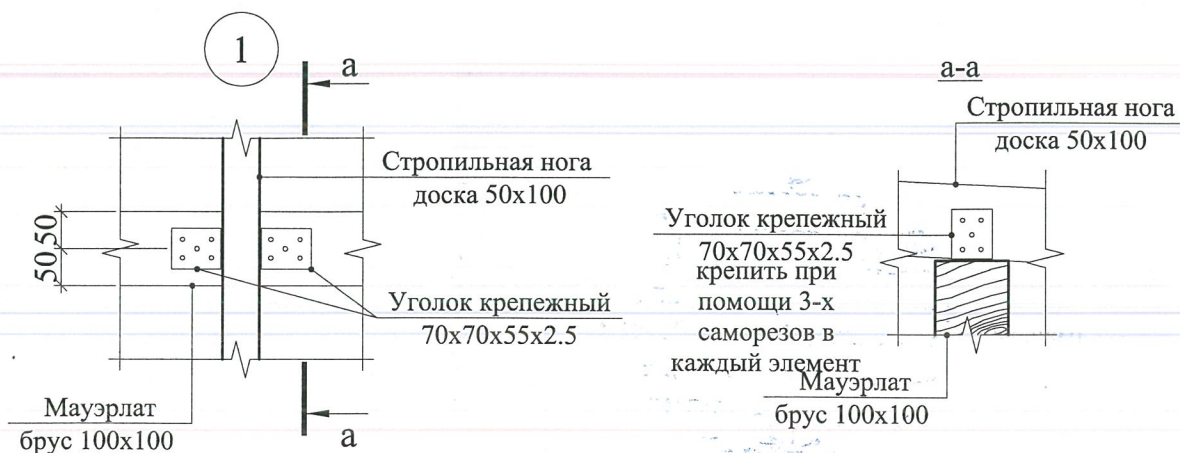 1
а
Стропильная нога
доска 50х100
50 50
Уголок крепежный
70х70х55х2.5
Мауэрлат
брус 100х100
а
а-а
Стропильная нога
доска 50х100
Уголок крепежный
70х70х55х2.5
крепить при
помощи 3-х
саморезов в
каждый элемент
Мауэрлат
брус 100х100